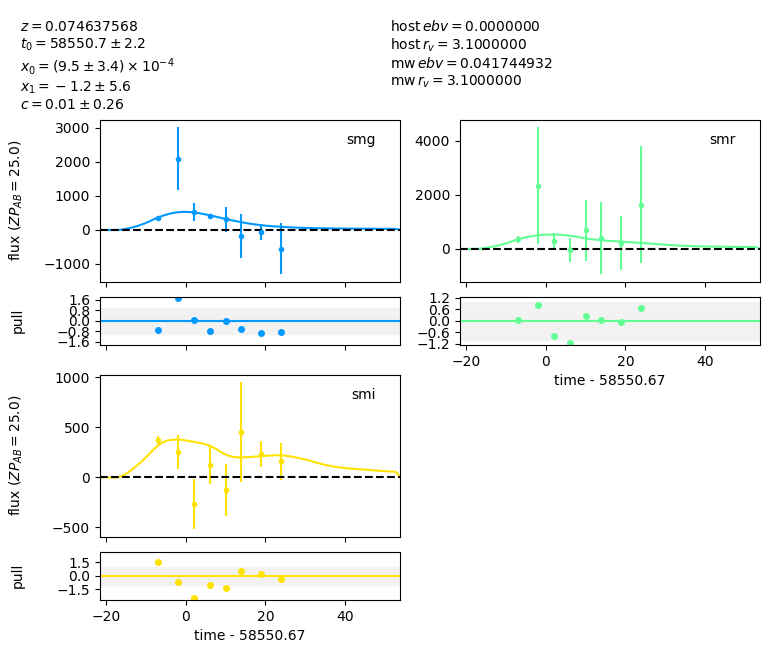 z = 0.074637568
t₀ = 58550.7 ± 2.2
x₀ = (9.5 ± 3.4) × 10⁻⁴
x₁ = −1.2 ± 5.6
c = 0.01 ± 0.26
host ebv = 0.0000000
host r_v = 3.1000000
mw ebv = 0.041744932
mw r_v = 3.1000000
smg
3000
2000
1000
0
−1000
flux (ZP_AB = 25.0)
smr
4000
2000
0
1.6
0.8
0.0
−0.8
−1.6
pull
1.2
0.6
0.0
−0.6
−1.2
−20
0
20
40
time - 58550.67
smi
1000
500
0
−500
flux (ZP_AB = 25.0)
1.5
0.0
−1.5
pull
−20
0
20
40
time - 58550.67